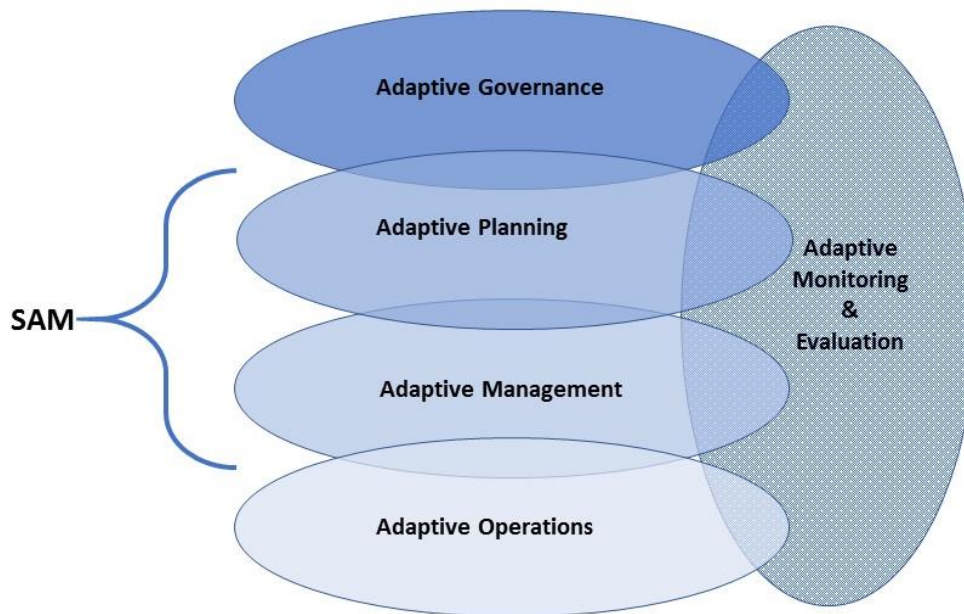 Adaptive Governance
Adaptive Planning
Adaptive
Monitoring
&
Evaluation
SAM
Adaptive Management
Adaptive Operations